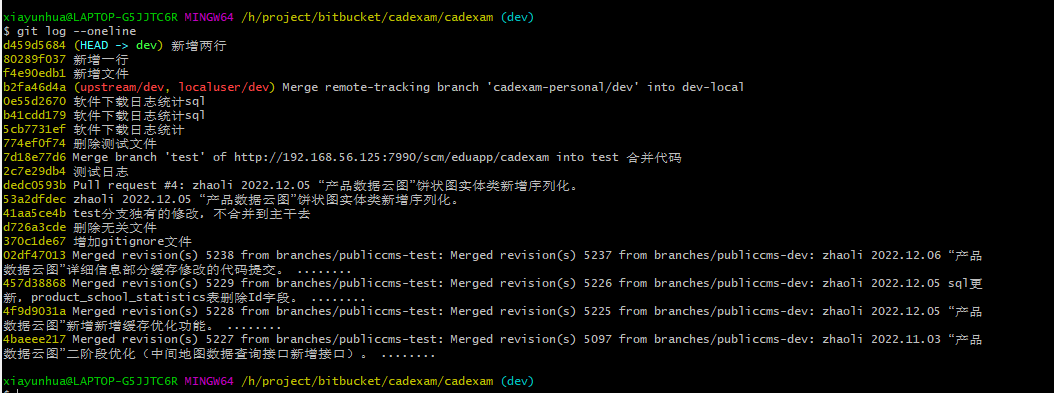 xiayunhua@LAPTOP-G5JJTC6R MINGW64 /h/project/bitbucket/cadexam/cadexam (dev)
$ git log --oneline
d459d5684 (HEAD -> dev) 新增两行
80289f037 新增一行
f4e90edb1 新增文件
b2fa46d4a (upstream/dev, localuser/dev) Merge remote-tracking branch 'cadexam-personal/dev' into dev-local
0e55d2670 软件下载日志统计sql
b41cdd179 软件下载日志统计sql
5cb7731ef 软件下载日志统计
774ef0f74 删除测试文件
7d18e77d6 Merge branch 'test' of http://192.168.56.125:7990/scm/eduapp/cadexam into test 合并代码
2c7e29db4 测试日志
dedc0593b Pull request #4: zhaoli 2022.12.05 “产品数据云图”饼状图实体类新增序列化。
53a2dfdec zhaoli 2022.12.05 “产品数据云图”饼状图实体类新增序列化。
41aa5ce4b test分支独有的修改，不合并到主干去
d726a3cde 删除无关文件
370c1de67 增加gitignore文件
02df47013 Merged revision(s) 5238 from branches/publiccms-test: Merged revision(s) 5237 from branches/publiccms-dev: zhaoli 2022.12.06 “产品
数据云图”详细信息部分缓存修改的代码提交。 ........
457d38868 Merged revision(s) 5229 from branches/publiccms-test: Merged revision(s) 5226 from branches/publiccms-dev: zhaoli 2022.12.05 sql更
新，product_school_statistics表删除Id字段。 ........
4f9d9031a Merged revision(s) 5228 from branches/publiccms-test: Merged revision(s) 5225 from branches/publiccms-dev: zhaoli 2022.12.05 “产品
数据云图”新增新增缓存优化功能。 ........
4baeee217 Merged revision(s) 5227 from branches/publiccms-test: Merged revision(s) 5097 from branches/publiccms-dev: zhaoli 2022.11.03 “产品
数据云图”二阶段优化（中间地图数据查询接口新增接口）。 ........
xiayunhua@LAPTOP-G5JJTC6R MINGW64 /h/project/bitbucket/cadexam/cadexam (dev)
$